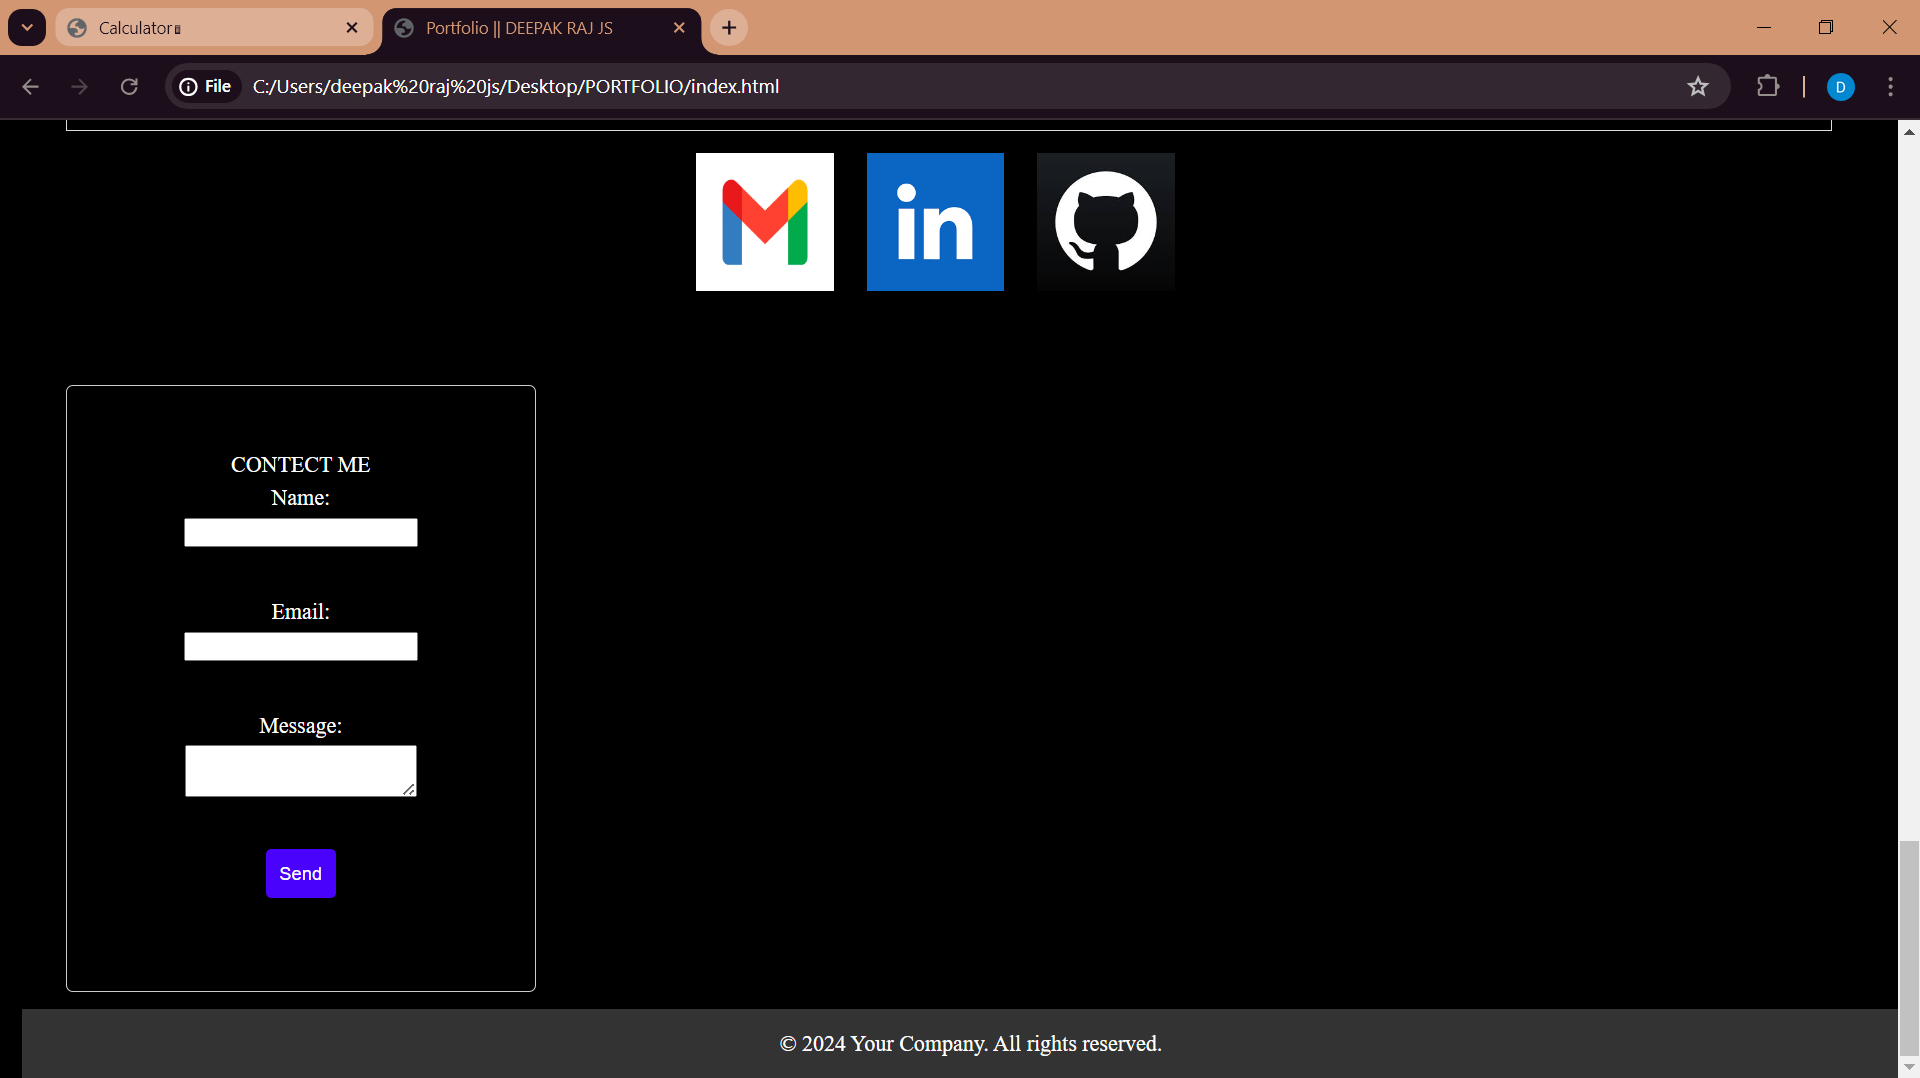 Calculator
Portfolio || DEEPAK RAJ JS
File
C:/Users/deepak%20raj%20js/Desktop/PORTFOLIO/index.html
D
in
CONTECT ME
Name:
Email:
Message:
Send
© 2024 Your Company. All rights reserved.